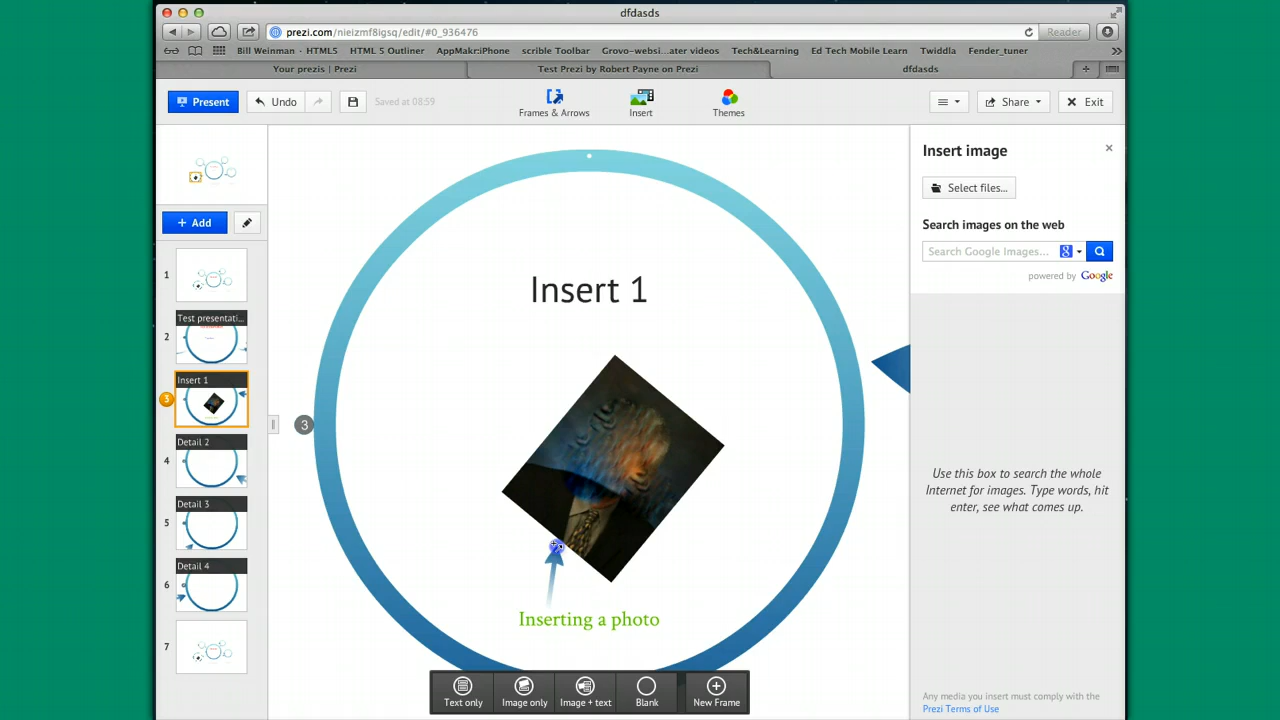 dfdasds
prezi.com/nieizmf8igsq/edit/#0_936476
Reader
Bill Weinman · HTML5
HTML 5 Outliner
AppMakr:iPhone
scrible Toolbar
Grovo-websi...ater videos
Tech&Learning
Ed Tech Mobile Learn
Twiddla
Fender_tuner
Your prezis | Prezi
Test Prezi by Robert Payne on Prezi
dfdasds
Present
Undo
Saved at 08:59
Frames & Arrows
Insert
Themes
Share
Exit
+ Add
1
2
Test presentati...
3
Insert 1
4
Detail 2
5
Detail 3
6
Detail 4
7
3
Insert 1
Inserting a photo
Text only
Image only
Image + text
Blank
New Frame
Insert image
Select files...
Search images on the web
Search Google Images...
8
powered by Google
Use this box to search the whole
Internet for images. Type words, hit
enter, see what comes up.
Any media you insert must comply with the
Prezi Terms of Use